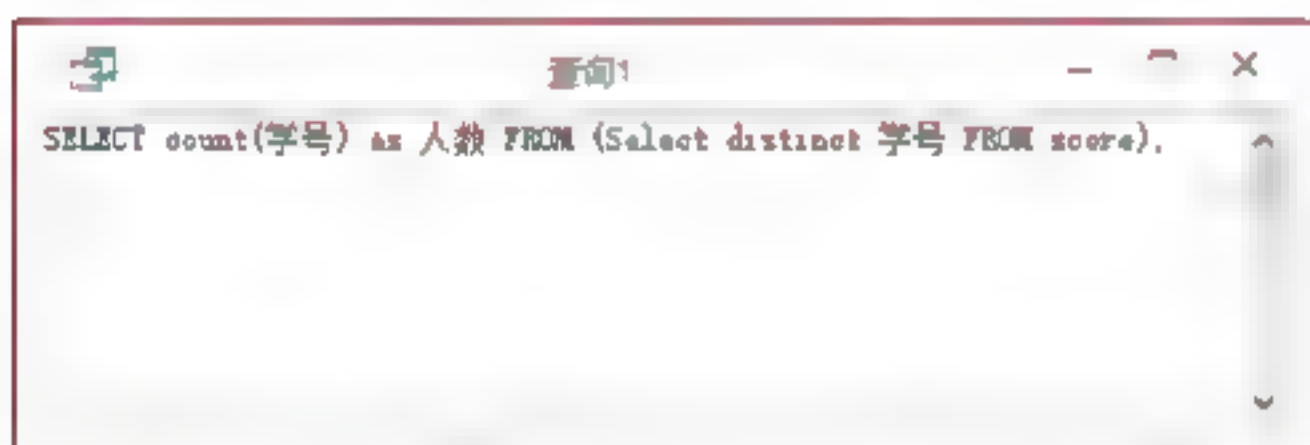 查询1
SELECT count(学号) as 人数 FROM (Select distinct 学号 FROM score);